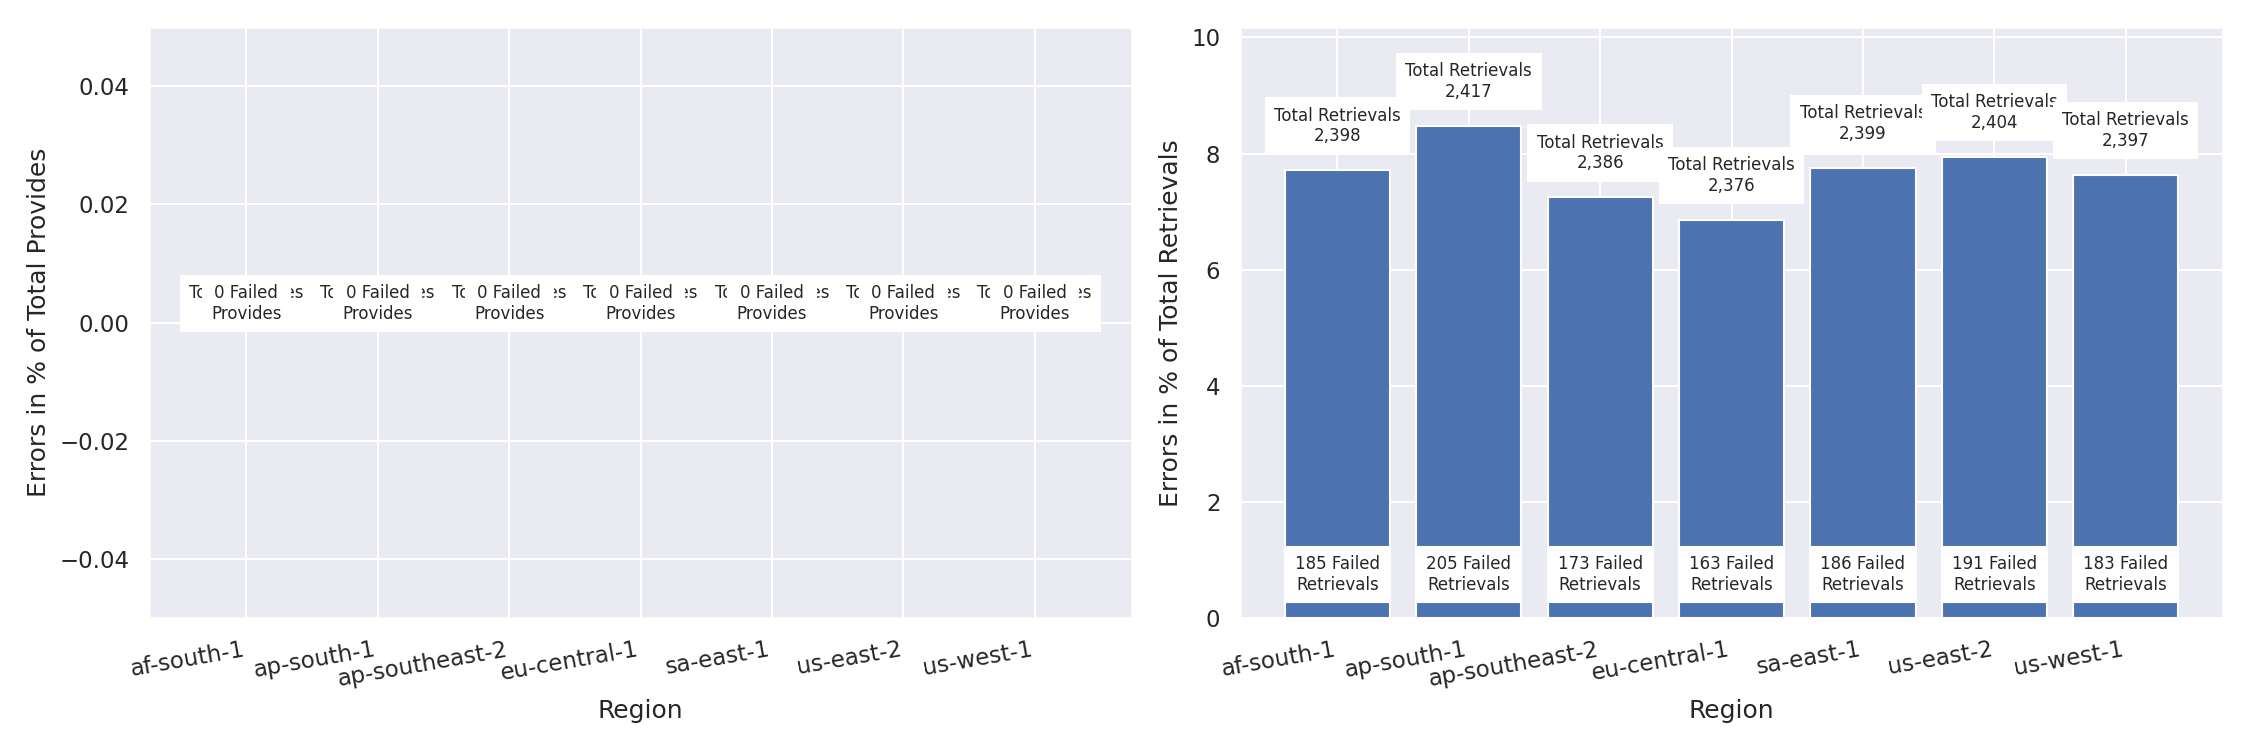 Errors in % of Total Provides
0.04
0.02
0.00
−0.02
−0.04
0 Failed
Provides
0 Failed
Provides
0 Failed
Provides
0 Failed
Provides
0 Failed
Provides
0 Failed
Provides
0 Failed
Provides
af-south-1
ap-south-1
ap-southeast-2
eu-central-1
sa-east-1
us-east-2
us-west-1
Region
Errors in % of Total Retrievals
10
8
6
4
2
0
Total Retrievals
2,398
Total Retrievals
2,417
Total Retrievals
2,386
Total Retrievals
2,376
Total Retrievals
2,399
Total Retrievals
2,404
Total Retrievals
2,397
185 Failed
Retrievals
205 Failed
Retrievals
173 Failed
Retrievals
163 Failed
Retrievals
186 Failed
Retrievals
191 Failed
Retrievals
183 Failed
Retrievals
af-south-1
ap-south-1
ap-southeast-2
eu-central-1
sa-east-1
us-east-2
us-west-1
Region